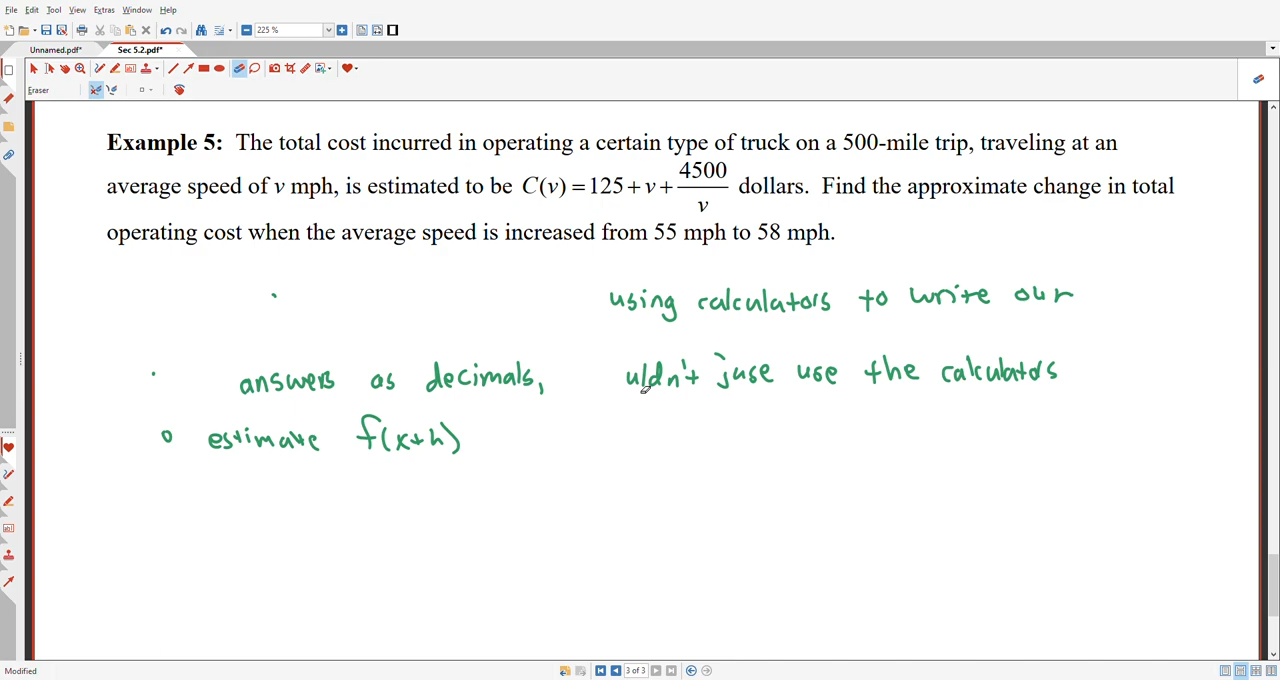 File Edit View Tool Extras Window Help
225 %
Unnamed.pdf* Sec 5.2.pdf*
Eraser
Example 5: The total cost incurred in operating a certain type of truck on a 500-mile trip, traveling at an
average speed of v mph, is estimated to be C(v) = 125 + v + 4500/v dollars. Find the approximate change in total
operating cost when the average speed is increased from 55 mph to 58 mph.
using calculators to write our
answers as decimals, uldn't juse use the calculators
o estimate f(x+h)
Modified
3 of 3